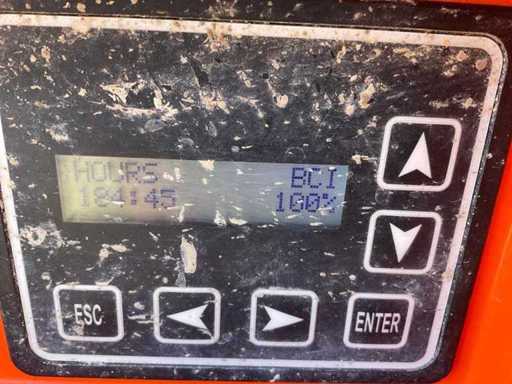 HOURS BCI
184:45 100%
ESC
ENTER